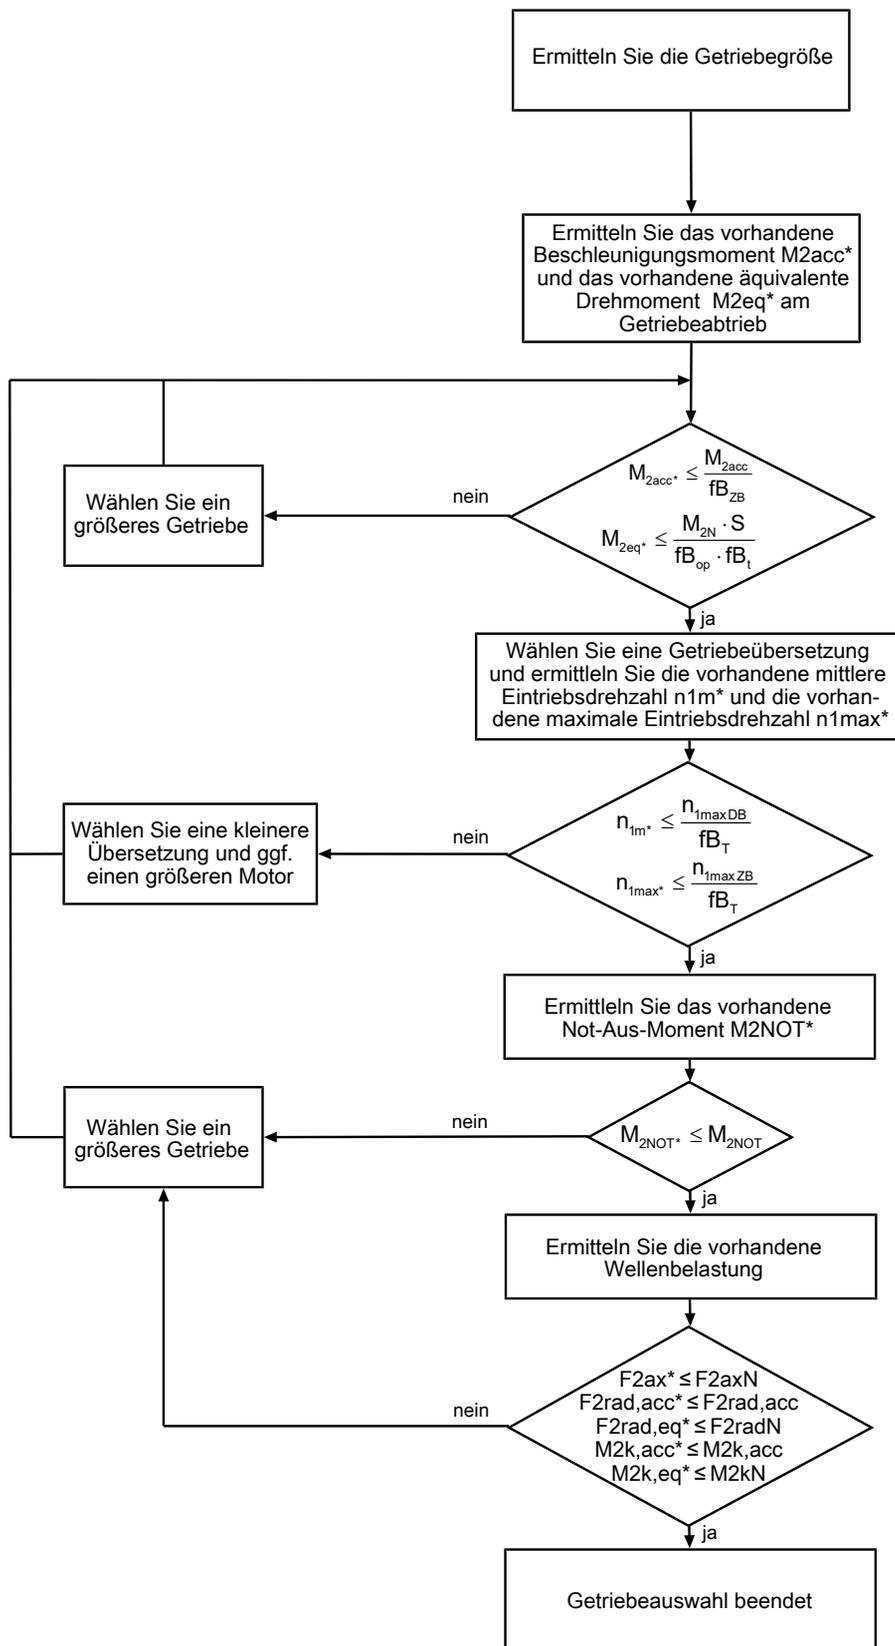 Ermitteln Sie die Getriebegröße
Ermitteln Sie das vorhandene
Beschleunigungsmoment M2acc*
und das vorhandene äquivalente
Drehmoment M2eq* am
Getriebeabtrieb
M2acc* ≤ M2acc / fBZB
M2eq* ≤ M2N · S / fBop · fBt
nein
Wählen Sie ein
größeres Getriebe
ja
Wählen Sie eine Getriebeübersetzung
und ermittleln Sie die vorhandene mittlere
Eintriebsdrehzahl n1m* und die vorhan-
dene maximale Eintriebsdrehzahl n1max*
n1m* ≤ n1maxDB / fBT
n1max* ≤ n1maxZB / fBT
nein
Wählen Sie eine kleinere
Übersetzung und ggf.
einen größeren Motor
ja
Ermittleln Sie das vorhandene
Not-Aus-Moment M2NOT*
M2NOT* ≤ M2NOT
nein
Wählen Sie ein
größeres Getriebe
ja
Ermitteln Sie die vorhandene
Wellenbelastung
F2ax* ≤ F2axN
F2rad,acc* ≤ F2rad,acc
F2rad,eq* ≤ F2radN
M2k,acc* ≤ M2k,acc
M2k,eq* ≤ M2kN
nein
ja
Getriebeauswahl beendet